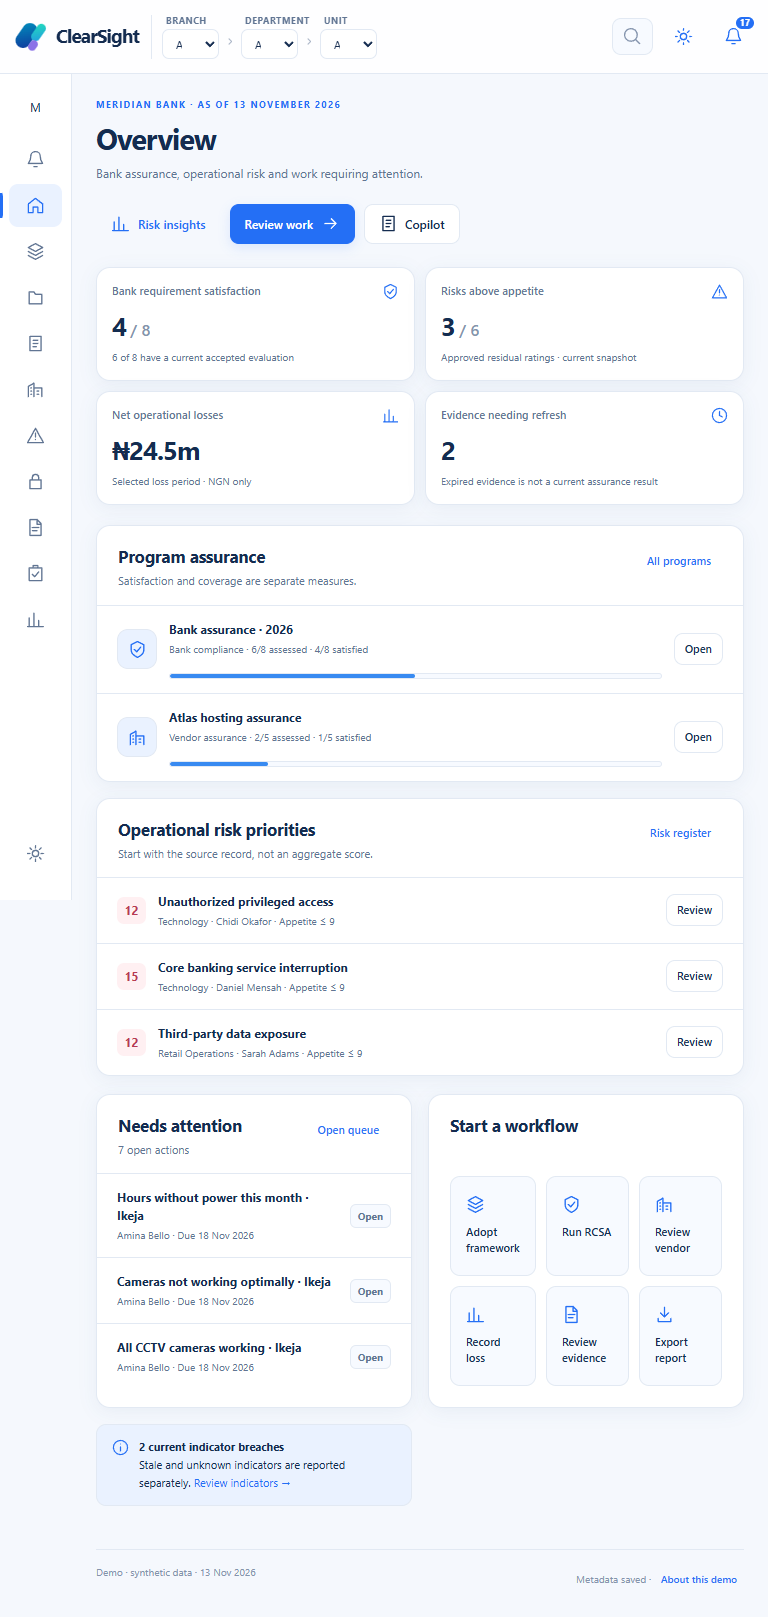 ClearSight
BRANCH
DEPARTMENT
UNIT
A
›
A
›
A
17
M
MERIDIAN BANK · AS OF 13 NOVEMBER 2026
Overview
Bank assurance, operational risk and work requiring attention.
Risk insights
Review work →
Copilot
Bank requirement satisfaction
4 / 8
6 of 8 have a current accepted evaluation
Risks above appetite
3 / 6
Approved residual ratings · current snapshot
Net operational losses
₦24.5m
Selected loss period · NGN only
Evidence needing refresh
2
Expired evidence is not a current assurance result
Program assurance
Satisfaction and coverage are separate measures.
All programs
Bank assurance · 2026
Bank compliance · 6/8 assessed · 4/8 satisfied
Open
Atlas hosting assurance
Vendor assurance · 2/5 assessed · 1/5 satisfied
Open
Operational risk priorities
Start with the source record, not an aggregate score.
Risk register
12
Unauthorized privileged access
Technology · Chidi Okafor · Appetite ≤ 9
Review
15
Core banking service interruption
Technology · Daniel Mensah · Appetite ≤ 9
Review
12
Third-party data exposure
Retail Operations · Sarah Adams · Appetite ≤ 9
Review
Needs attention
7 open actions
Open queue
Hours without power this month ·
Ikeja
Amina Bello · Due 18 Nov 2026
Open
Cameras not working optimally · Ikeja
Amina Bello · Due 18 Nov 2026
Open
All CCTV cameras working · Ikeja
Amina Bello · Due 18 Nov 2026
Open
Start a workflow
Adopt
framework
Run RCSA
Review
vendor
Record
loss
Review
evidence
Export
report
2 current indicator breaches
Stale and unknown indicators are reported
separately. Review indicators →
Demo · synthetic data · 13 Nov 2026
Metadata saved ·
About this demo